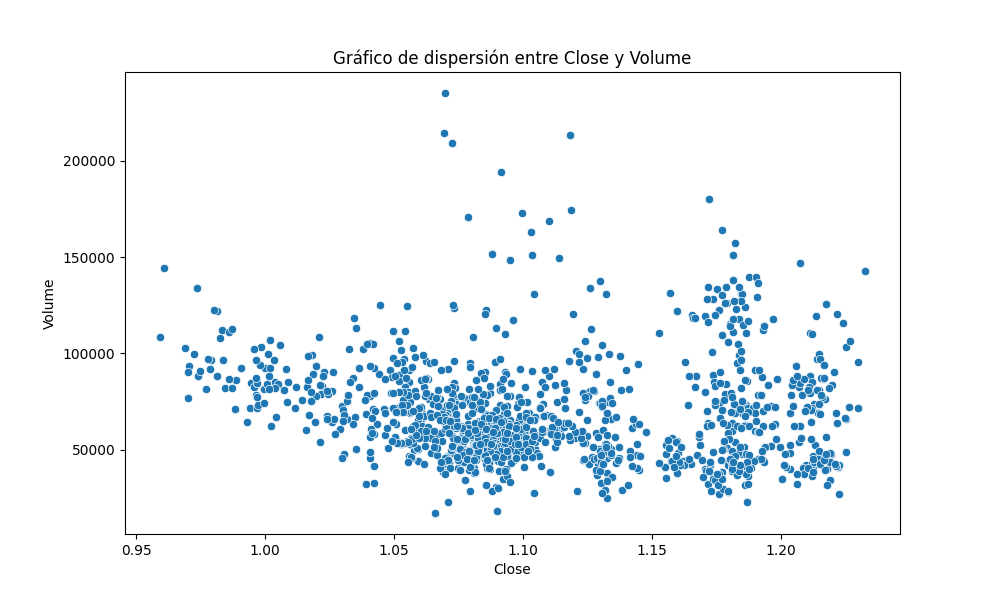 Gráfico de dispersión entre Close y Volume
Volume
200000
150000
100000
50000
0.95 1.00 1.05 1.10 1.15 1.20
Close